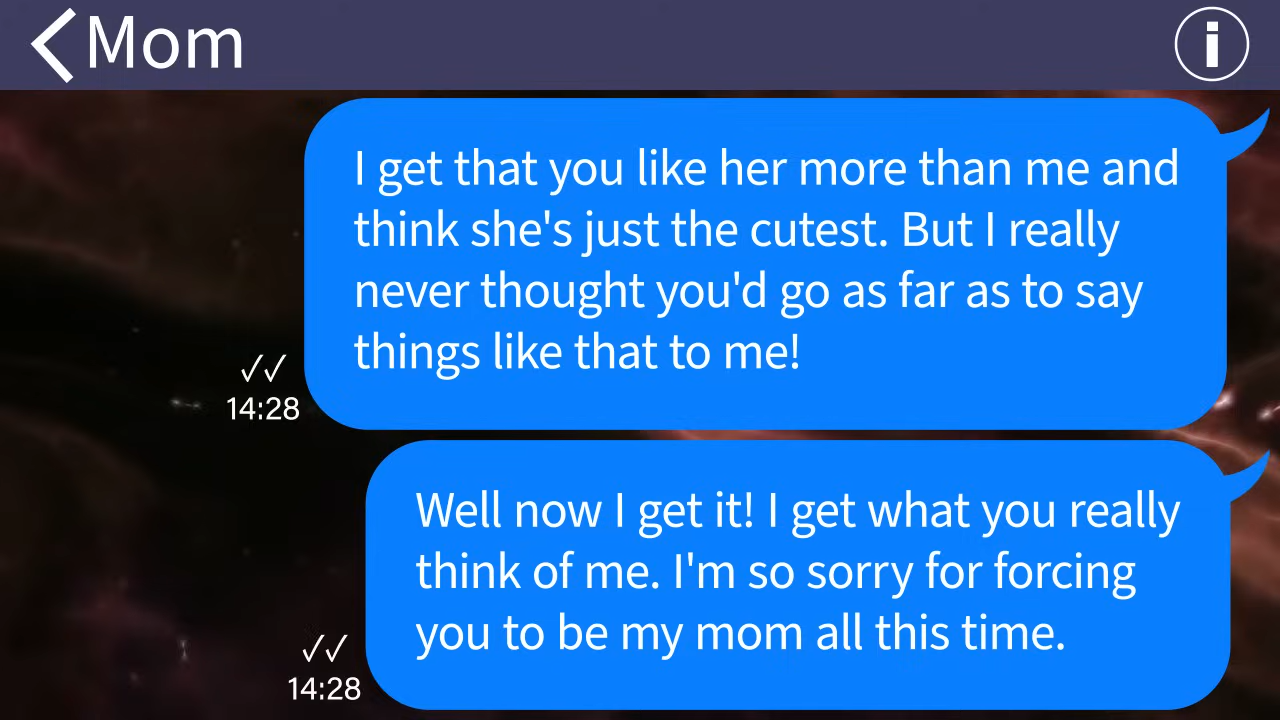 Mom
i
I get that you like her more than me and
think she's just the cutest. But I really
never thought you'd go as far as to say
things like that to me!
14:28
Well now I get it! I get what you really
think of me. I'm so sorry for forcing
you to be my mom all this time.
14:28